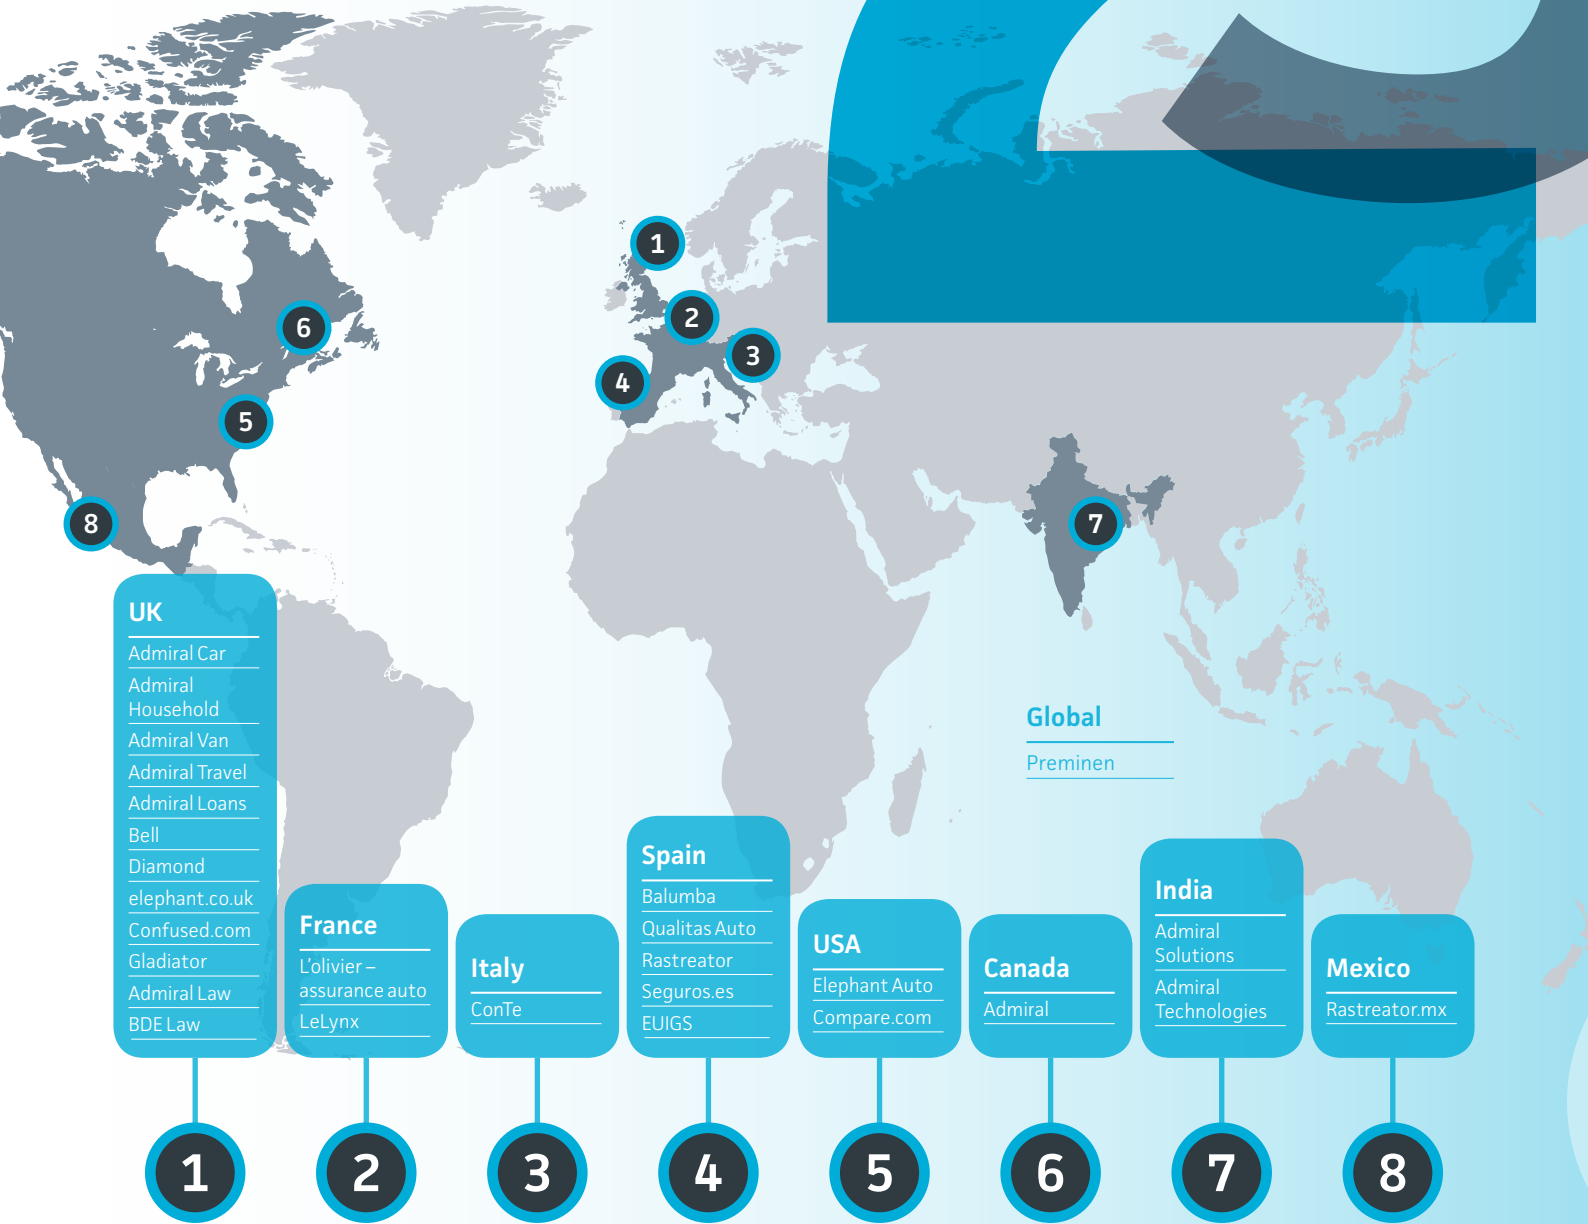 1
2
3
4
5
6
7
8
Global
Preminen
UK
Admiral Car
Admiral
Household
Admiral Van
Admiral Travel
Admiral Loans
Bell
Diamond
elephant.co.uk
Confused.com
Gladiator
Admiral Law
BDE Law
France
L'olivier –
assurance auto
LeLynx
Italy
ConTe
Spain
Balumba
Qualitas Auto
Rastreator
Seguros.es
EUIGS
USA
Elephant Auto
Compare.com
Canada
Admiral
India
Admiral
Solutions
Admiral
Technologies
Mexico
Rastreator.mx
1
2
3
4
5
6
7
8